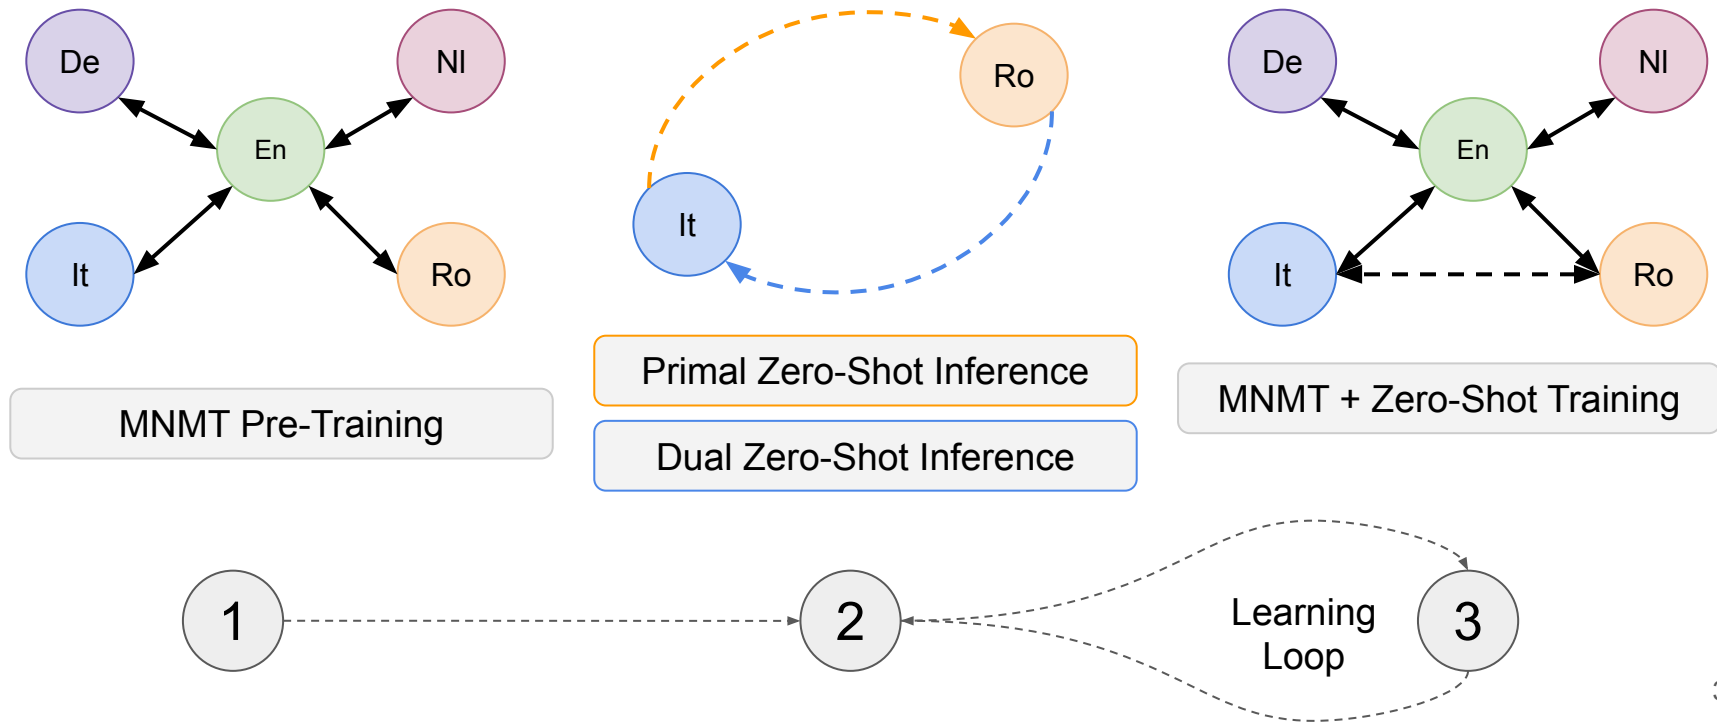 De
Nl
En
It
Ro
MNMT Pre-Training
Ro
It
Primal Zero-Shot Inference
Dual Zero-Shot Inference
De
Nl
En
It
Ro
MNMT + Zero-Shot Training
1
2
Learning
Loop
3